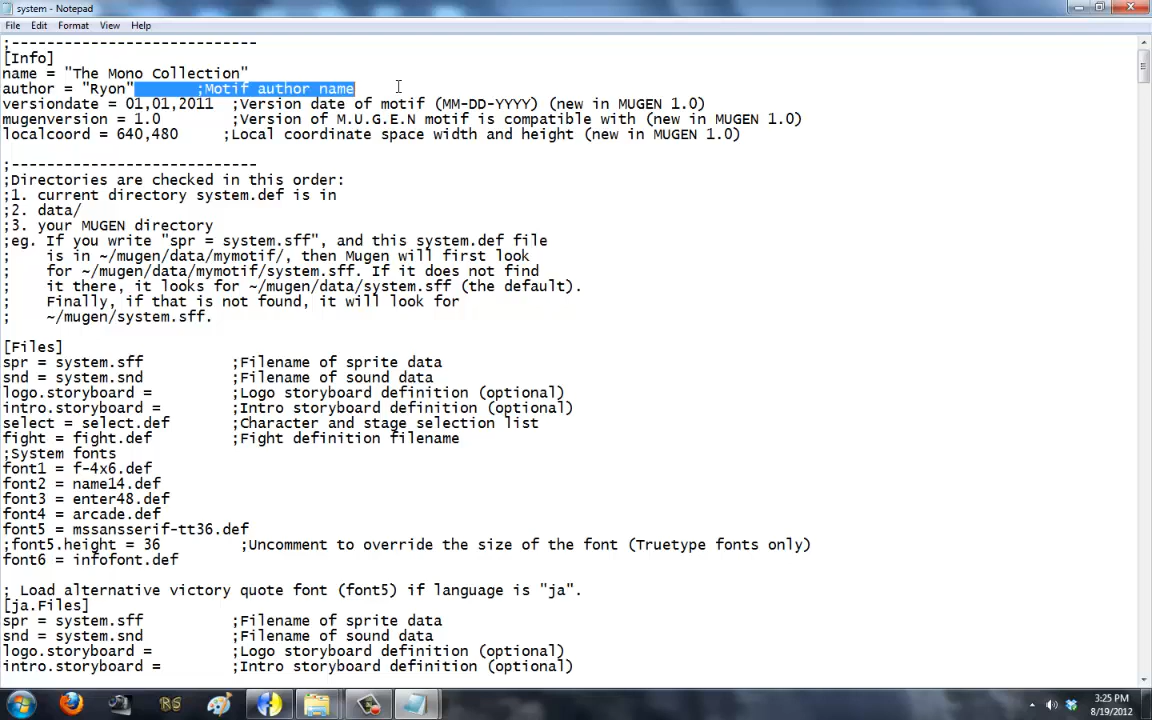 system - Notepad
File Edit Format View Help
;----------------------------
[Info]
name = "The Mono Collection"
author = "Ryon" ;Motif author name
versiondate = 01,01,2011 ;Version date of motif (MM-DD-YYYY) (new in MUGEN 1.0)
mugenversion = 1.0 ;Version of M.U.G.E.N motif is compatible with (new in MUGEN 1.0)
localcoord = 640,480 ;Local coordinate space width and height (new in MUGEN 1.0)
;----------------------------
;Directories are checked in this order:
;1. current directory system.def is in
;2. data/
;3. your MUGEN directory
;eg. If you write "spr = system.sff", and this system.def file
; is in ~/mugen/data/mymotif/, then Mugen will first look
; for ~/mugen/data/mymotif/system.sff. If it does not find
; it there, it looks for ~/mugen/data/system.sff (the default).
; Finally, if that is not found, it will look for
; ~/mugen/system.sff.
[Files]
spr = system.sff ;Filename of sprite data
snd = system.snd ;Filename of sound data
logo.storyboard = ;Logo storyboard definition (optional)
intro.storyboard = ;Intro storyboard definition (optional)
select = select.def ;Character and stage selection list
fight = fight.def ;Fight definition filename
;System fonts
font1 = f-4x6.def
font2 = name14.def
font3 = enter48.def
font4 = arcade.def
font5 = mssansserif-tt36.def
;font5.height = 36 ;Uncomment to override the size of the font (Truetype fonts only)
font6 = infofont.def
; Load alternative victory quote font (font5) if language is "ja".
[ja.Files]
spr = system.sff ;Filename of sprite data
snd = system.snd ;Filename of sound data
logo.storyboard = ;Logo storyboard definition (optional)
intro.storyboard = ;Intro storyboard definition (optional)
RS
3:25 PM
8/19/2012